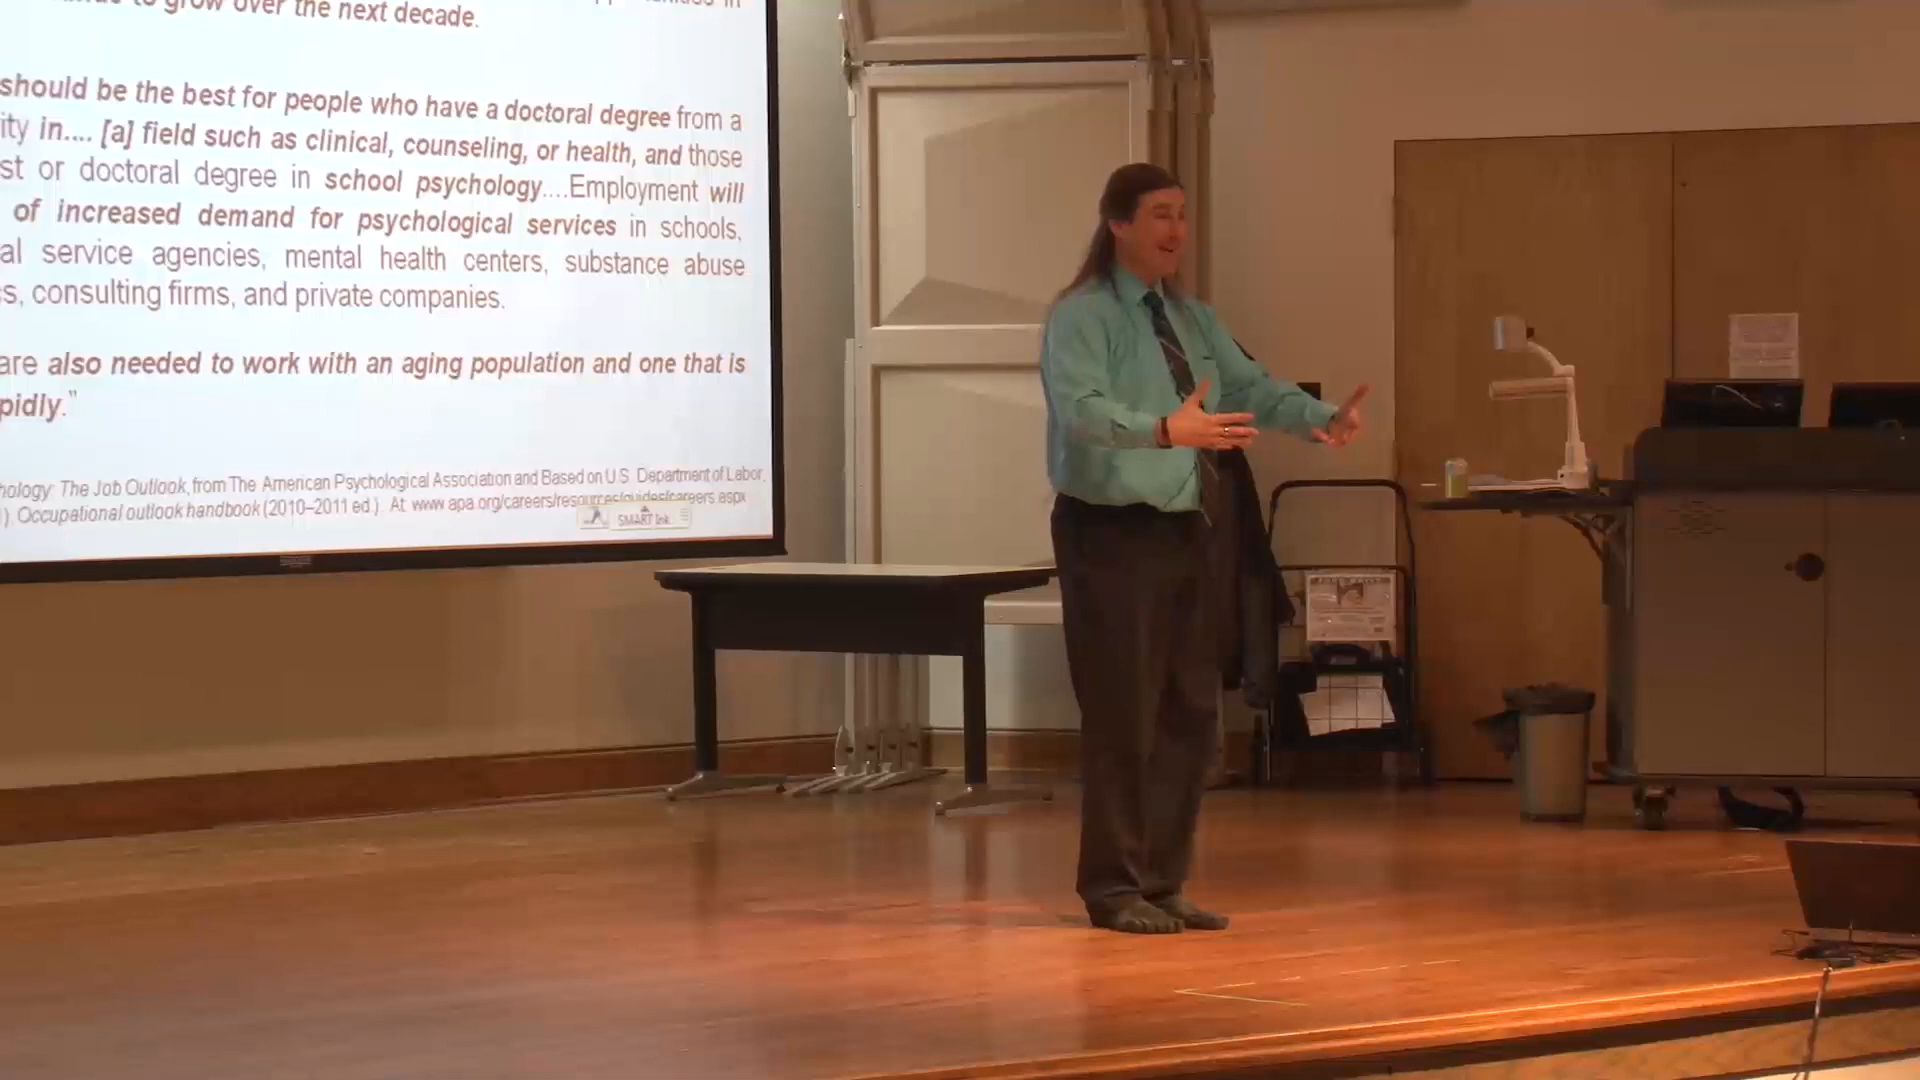 to grow over the next decade.
should be the best for people who have a doctoral degree from a
ity in.... [a] field such as clinical, counseling, or health, and those
st or doctoral degree in school psychology....Employment will
of increased demand for psychological services in schools,
al service agencies, mental health centers, substance abuse
s, consulting firms, and private companies.
are also needed to work with an aging population and one that is
pidly."
hology: The Job Outlook, from The American Psychological Association and Based on U.S. Department of Labor,
). Occupational outlook handbook (2010–2011 ed.). At: www.apa.org/careers/resources/guides/careers.aspx
SMART Ink